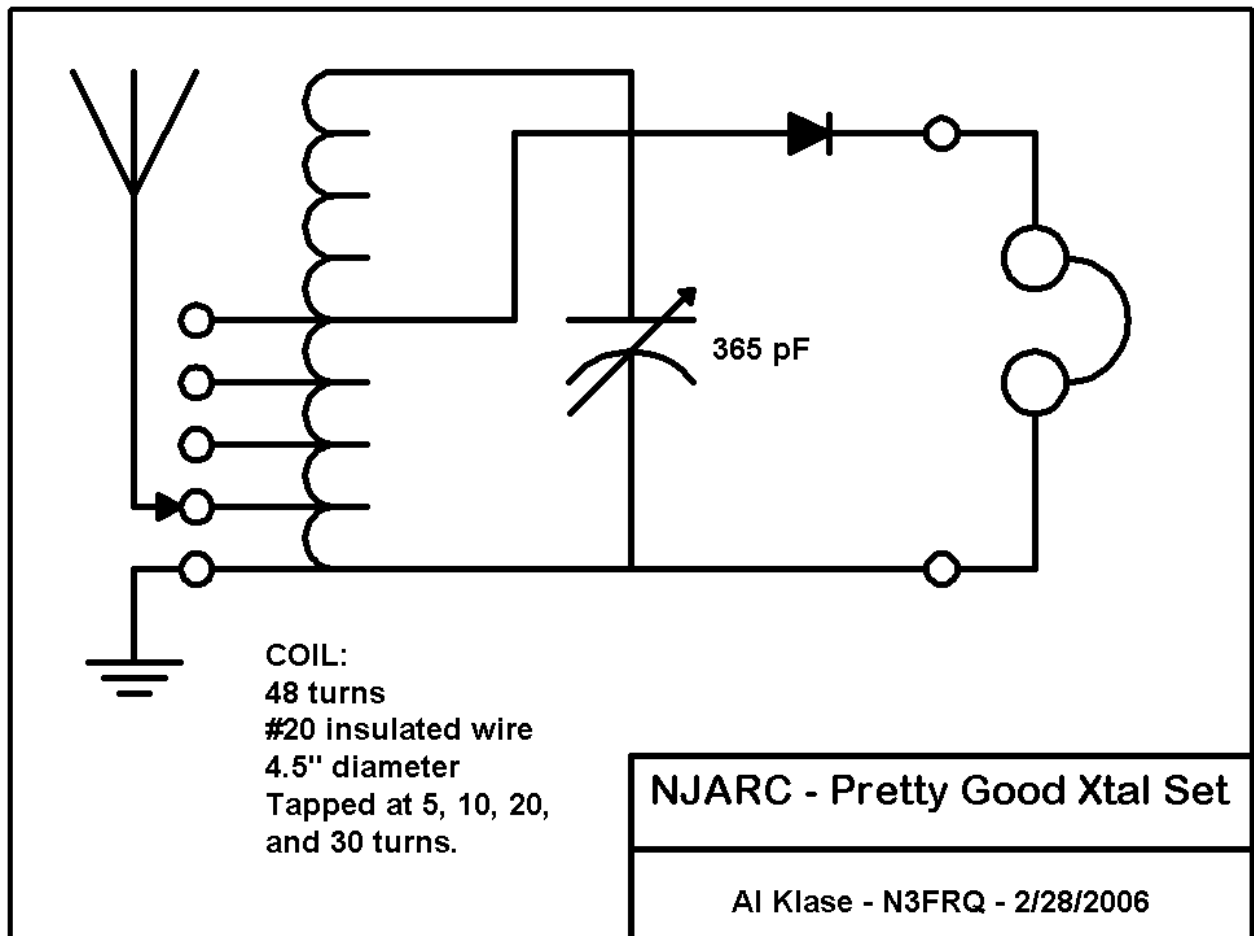 365 pF
COIL:
48 turns
#20 insulated wire
4.5" diameter
Tapped at 5, 10, 20,
and 30 turns.
NJARC - Pretty Good Xtal Set
Al Klase - N3FRQ - 2/28/2006